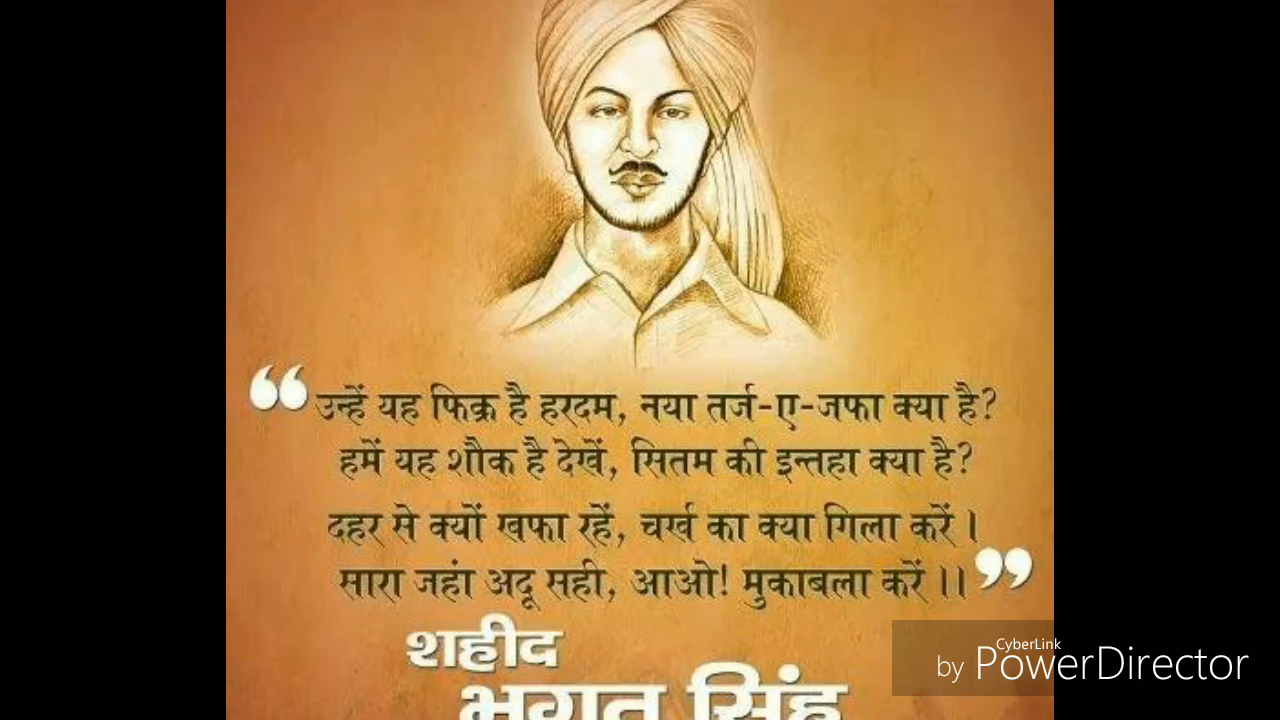 उन्हें यह फिक्र है हरदम, नया तर्ज-ए-जफा क्या है?
हमें यह शौक है देखें, सितम की इन्तहा क्या है?
दहर से क्यों खफा रहें, चर्ख का क्या गिला करें।
सारा जहां अदू सही, आओ! मुकाबला करें।।
शहीद
भगत सिंह
CyberLink
by PowerDirector